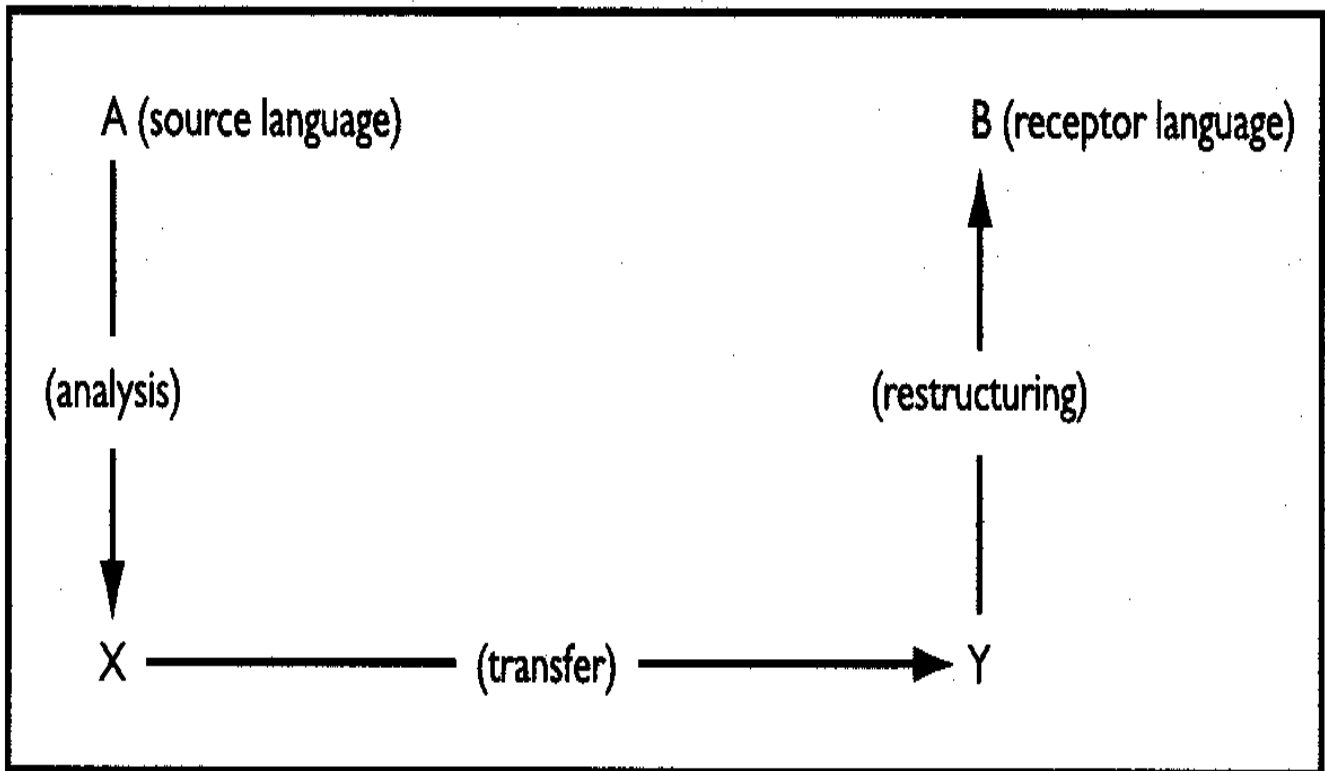 A (source language)
B (receptor language)
(analysis)
(restructuring)
X
(transfer)
Y